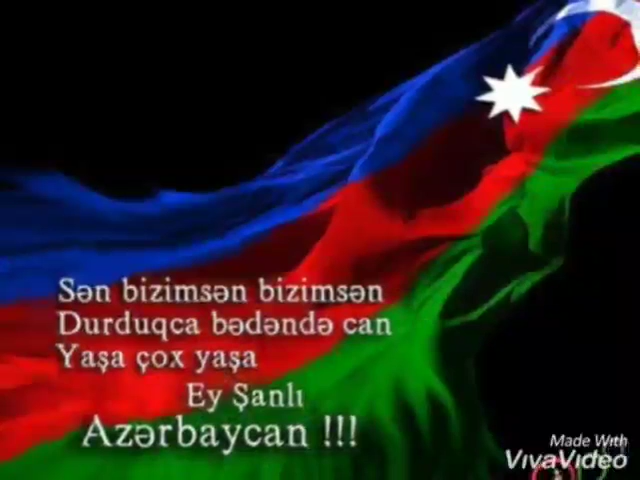 Sən bizimsən bizimsən
Durduqca bədəndə can
Yaşa çox yaşa
Ey Şanlı
Azərbaycan !!!
Made With
VivaVideo